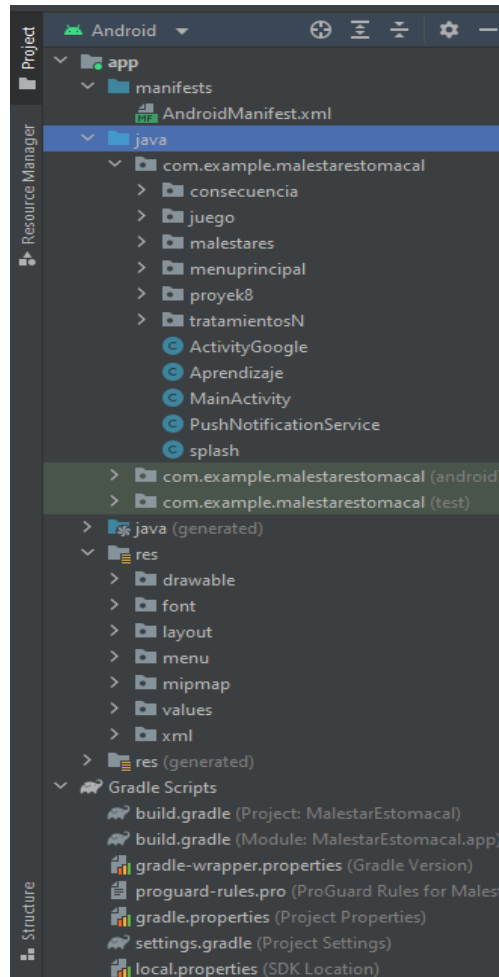 Project
Resource Manager
Structure
Android
app
manifests
MF AndroidManifest.xml
java
com.example.malestarestomacal
consecuencia
juego
malestares
menuprincipal
proyek8
tratamientosN
C ActivityGoogle
C Aprendizaje
C MainActivity
C PushNotificationService
C splash
com.example.malestarestomacal (android
com.example.malestarestomacal (test)
java (generated)
res
drawable
font
layout
menu
mipmap
values
xml
res (generated)
Gradle Scripts
build.gradle (Project: MalestarEstomacal)
build.gradle (Module: MalestarEstomacal.app)
gradle-wrapper.properties (Gradle Version)
proguard-rules.pro (ProGuard Rules for Males
gradle.properties (Project Properties)
settings.gradle (Project Settings)
local.properties (SDK Location)